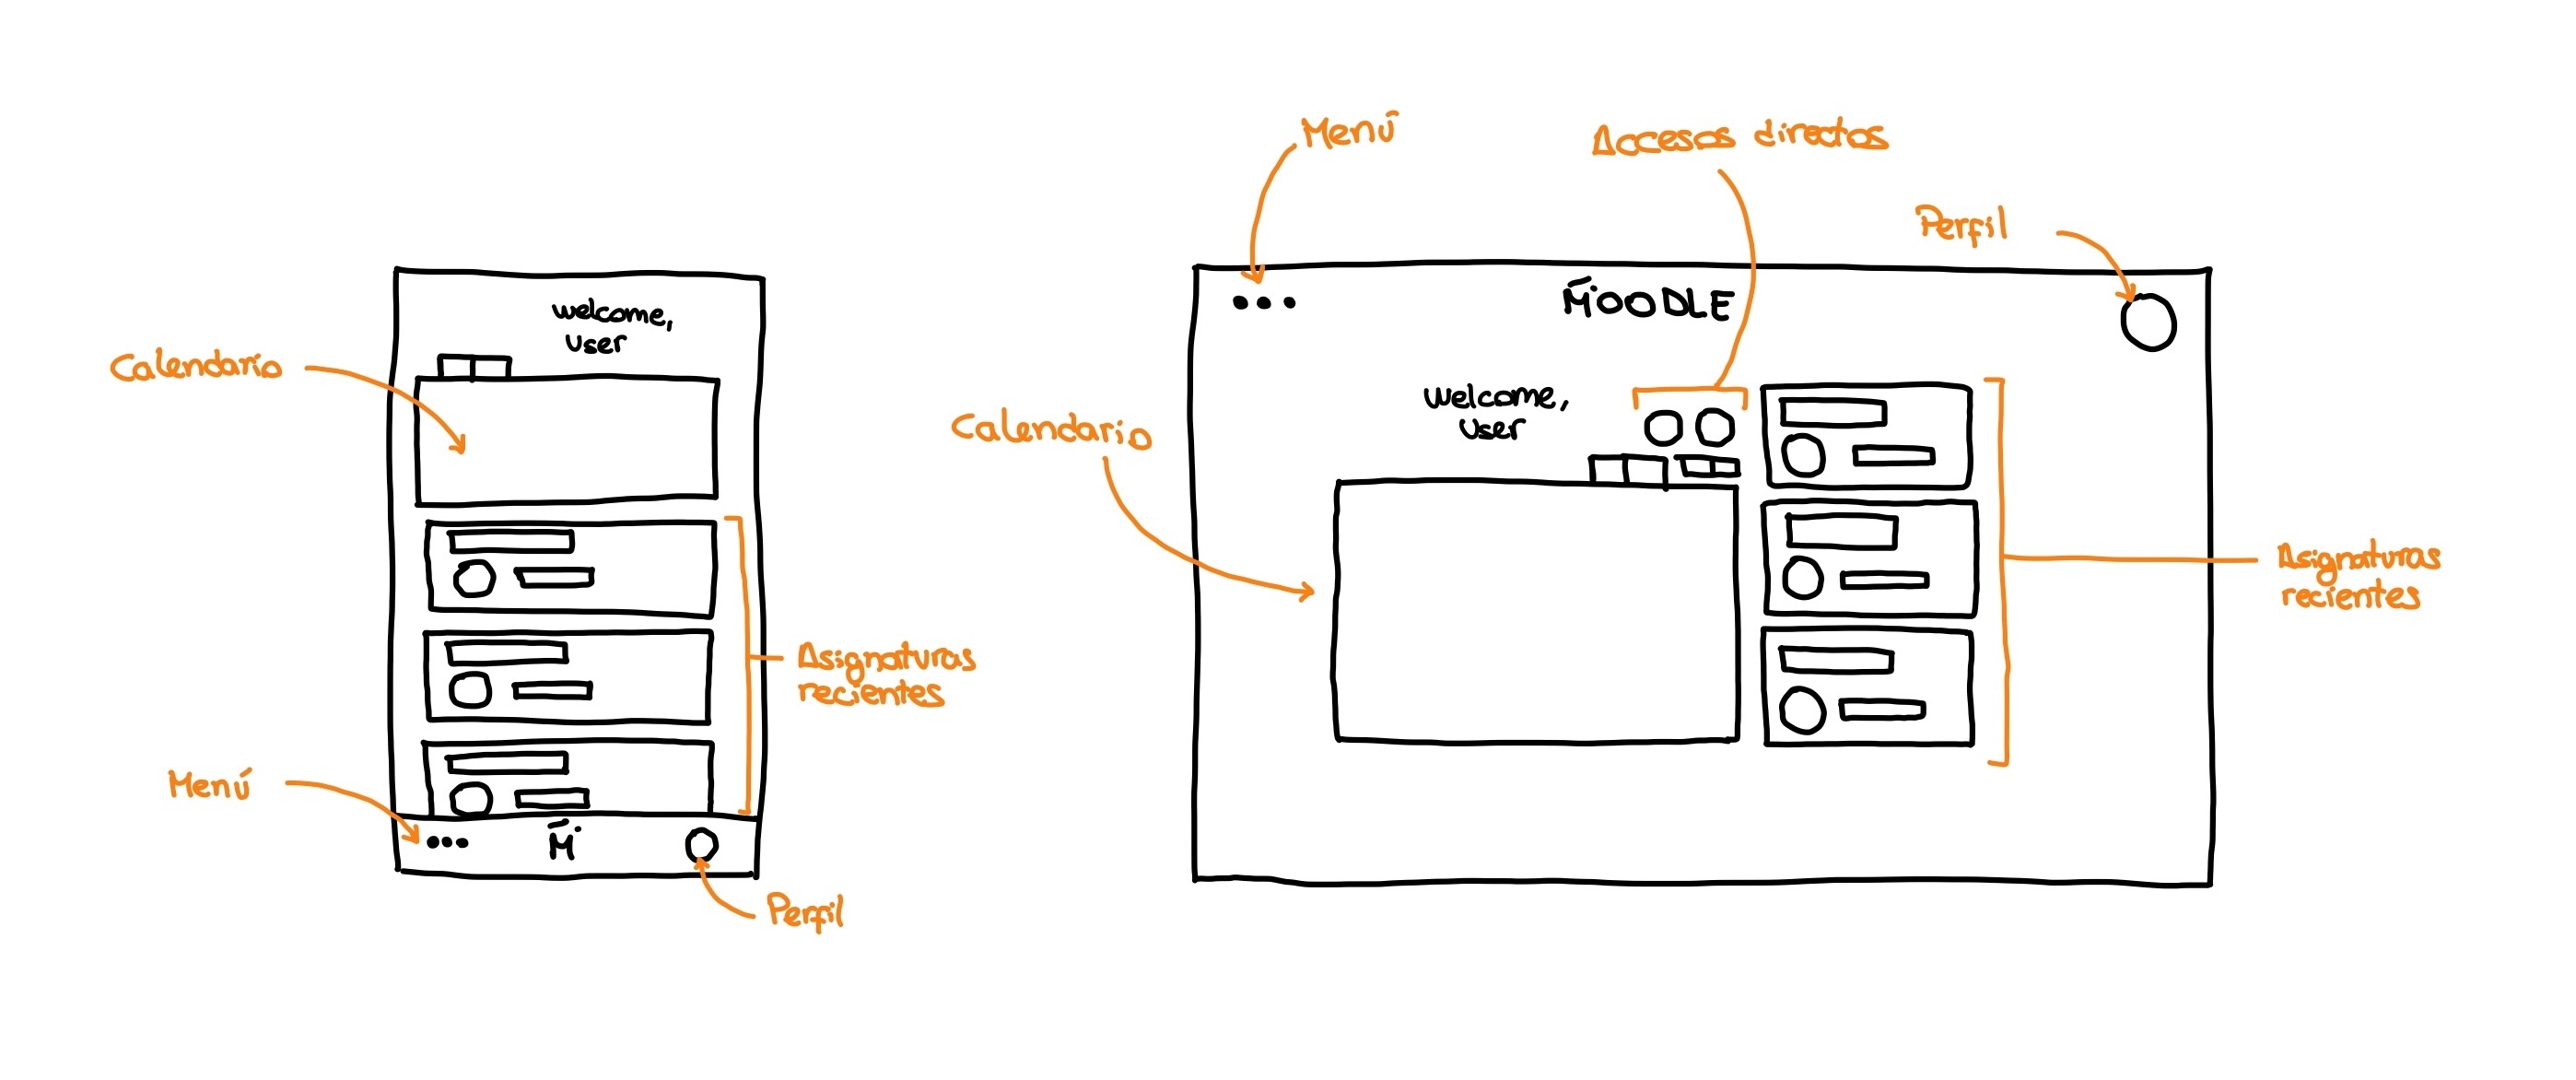 welcome,
user
Calendario
Asignaturas
recientes
Menú
M
Perfil
Menú
Accesos directos
Perfil
MOODLE
welcome,
user
Calendario
Asignaturas
recientes